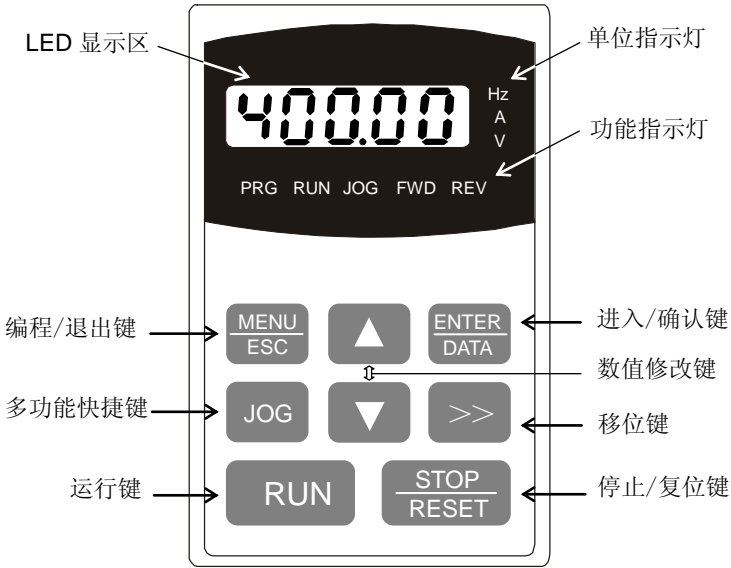 LED 显示区
单位指示灯
400.00
Hz
A
V
功能指示灯
PRG RUN JOG FWD REV
编程/退出键
MENU
ESC
▲
ENTER
DATA
进入/确认键
数值修改键
多功能快捷键
JOG
▼
>>
移位键
运行键
RUN
STOP
RESET
停止/复位键